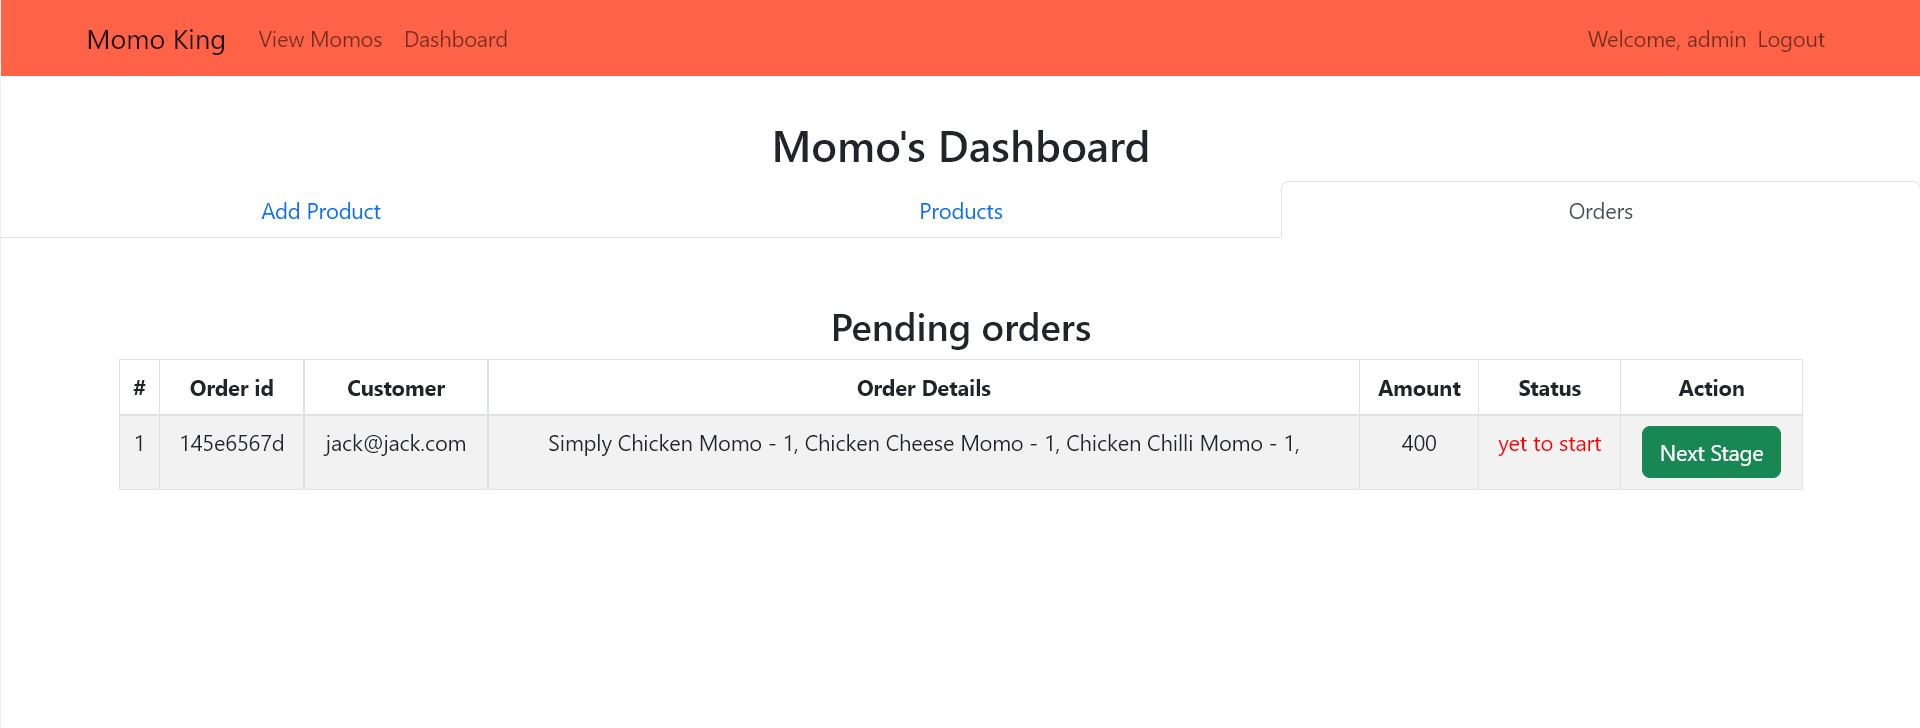 Momo King View Momos Dashboard Welcome, admin Logout
Momo's Dashboard
Add Product Products Orders
Pending orders
# Order id Customer Order Details Amount Status Action
1 145e6567d jack@jack.com Simply Chicken Momo - 1, Chicken Cheese Momo - 1, Chicken Chilli Momo - 1, 400 yet to start Next Stage